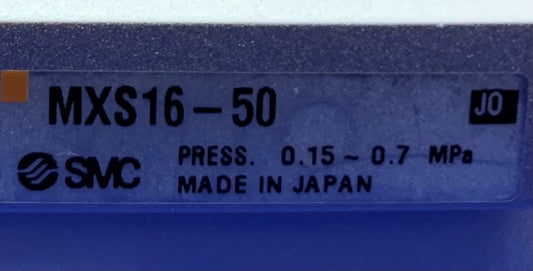 MXS16-50 JO
SMC PRESS. 0.15~0.7 MPa
MADE IN JAPAN